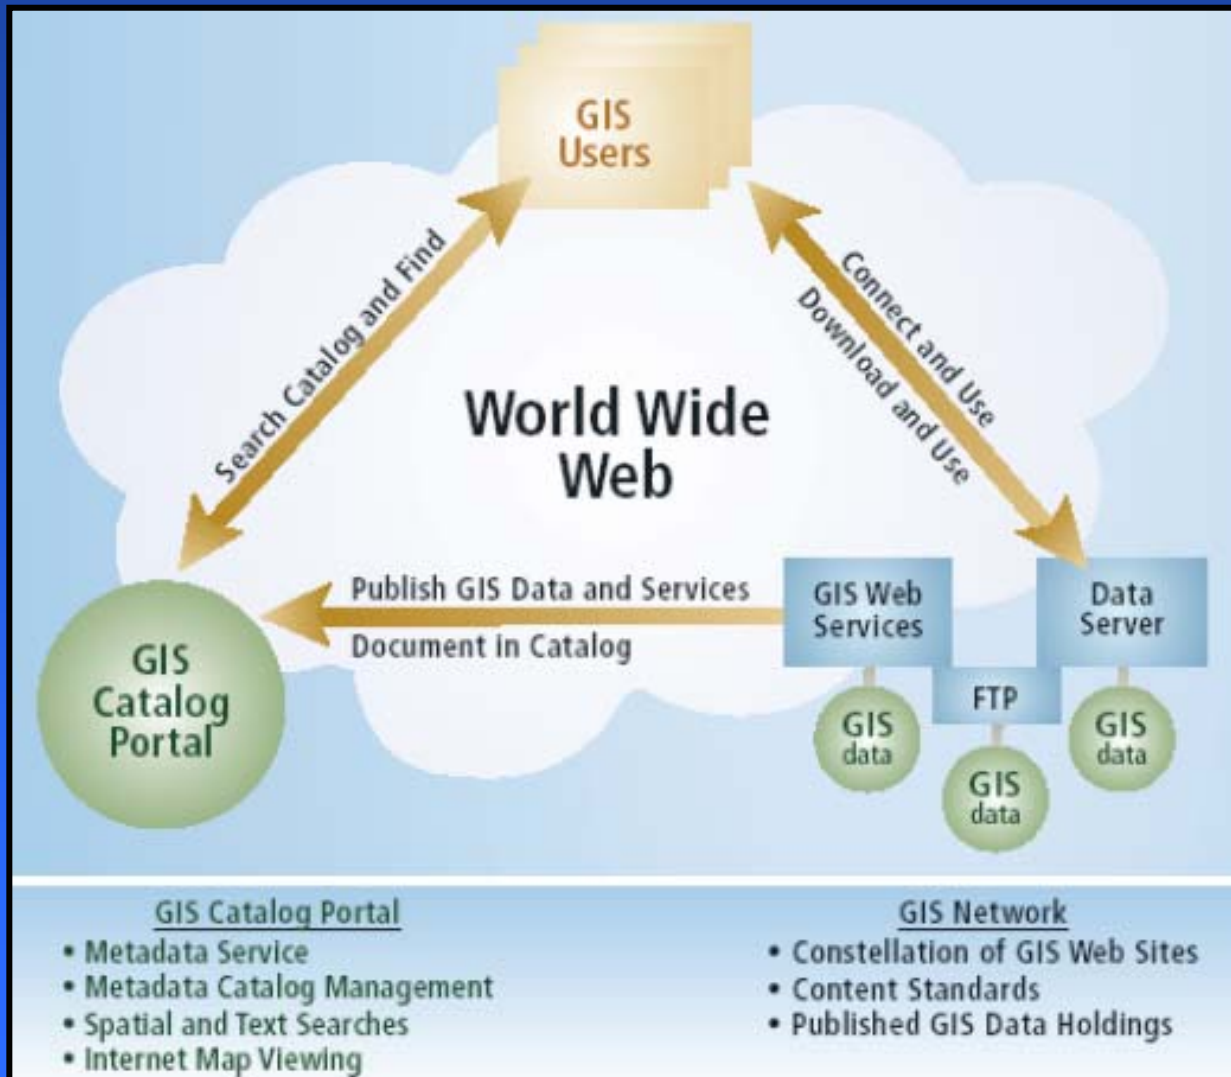 GIS
Users
Search Catalog and Find
Connect and Use
Download and Use
World Wide
Web
Publish GIS Data and Services
Document in Catalog
GIS
Catalog
Portal
GIS Web
Services
Data
Server
FTP
GIS
data
GIS
data
GIS
data
GIS Catalog Portal
• Metadata Service
• Metadata Catalog Management
• Spatial and Text Searches
• Internet Map Viewing
GIS Network
• Constellation of GIS Web Sites
• Content Standards
• Published GIS Data Holdings